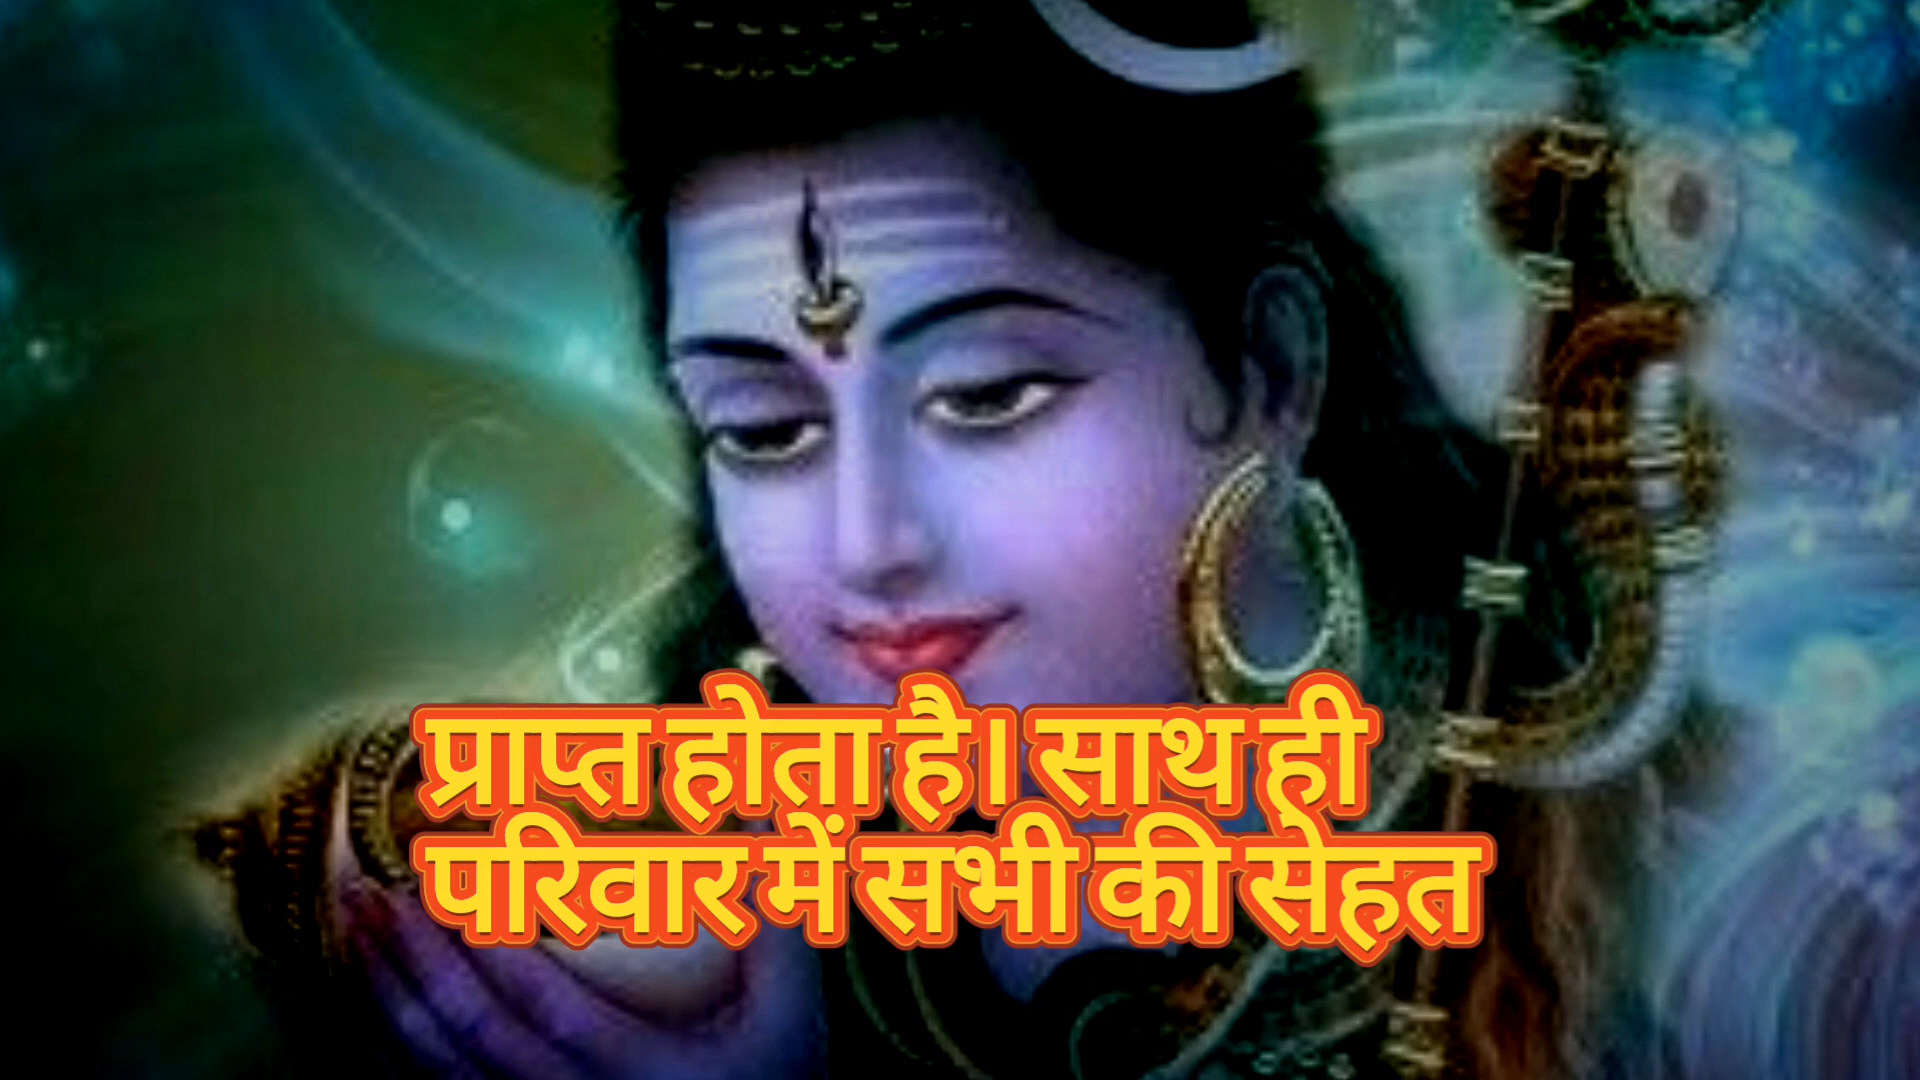 प्राप्त होता है। साथ ही
परिवार में सभी की सेहत